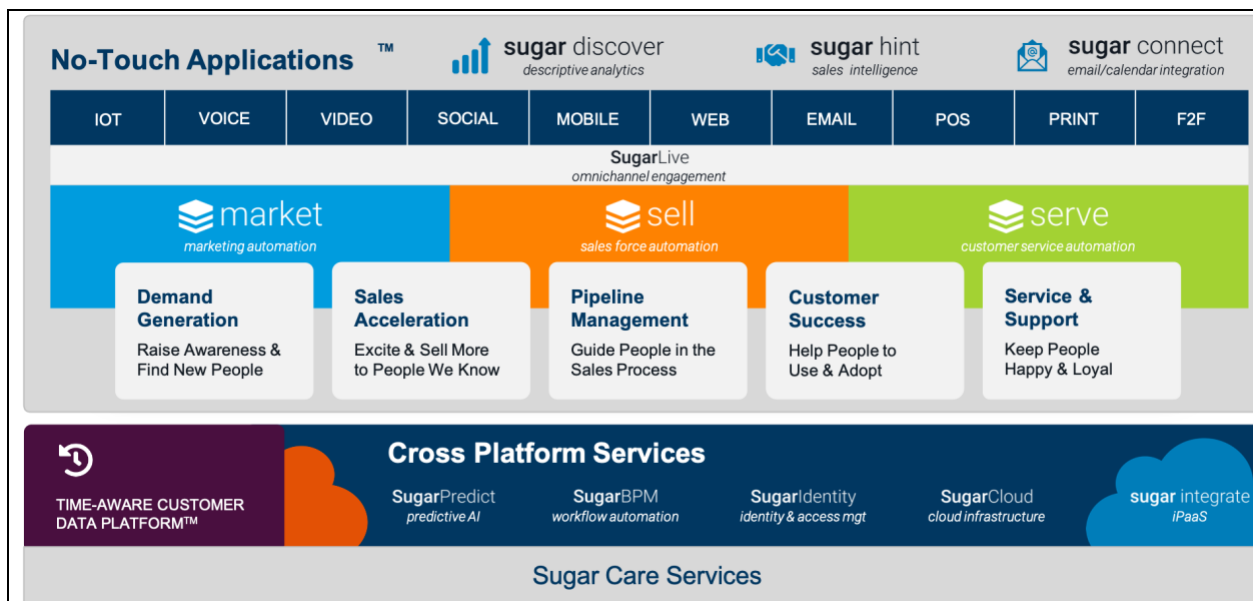 No-Touch Applications ™
sugar discover
descriptive analytics
sugar hint
sales intelligence
sugar connect
email/calendar integration
IOT
VOICE
VIDEO
SOCIAL
MOBILE
WEB
EMAIL
POS
PRINT
F2F
SugarLive
omnichannel engagement
market
marketing automation
sell
sales force automation
serve
customer service automation
Demand
Generation
Raise Awareness &
Find New People
Sales
Acceleration
Excite & Sell More
to People We Know
Pipeline
Management
Guide People in the
Sales Process
Customer
Success
Help People to
Use & Adopt
Service &
Support
Keep People
Happy & Loyal
TIME-AWARE CUSTOMER
DATA PLATFORM™
Cross Platform Services
SugarPredict
predictive AI
SugarBPM
workflow automation
SugarIdentity
identity & access mgt
SugarCloud
cloud infrastructure
sugar integrate
iPaaS
Sugar Care Services